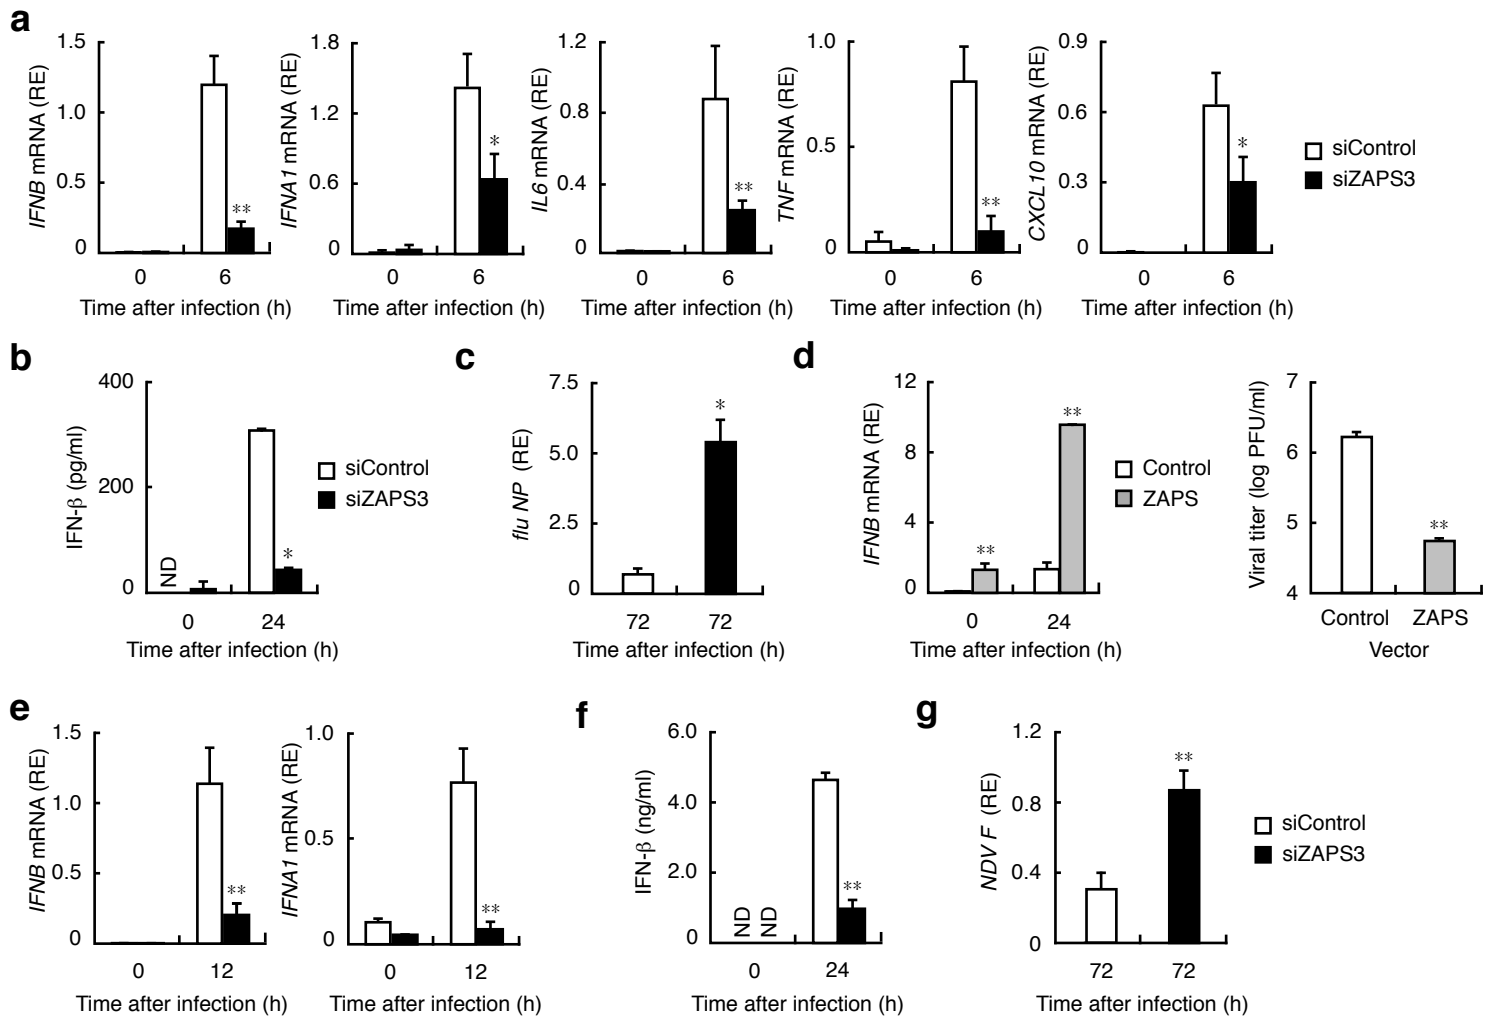 a
IFNB mRNA (RE)
1.5
1.0
0.5
0
**
0 6
Time after infection (h)
IFNA1 mRNA (RE)
1.8
1.2
0.6
0
*
0 6
Time after infection (h)
IL6 mRNA (RE)
1.2
0.8
0.4
0
**
0 6
Time after infection (h)
TNF mRNA (RE)
1.0
0.5
0
**
0 6
Time after infection (h)
CXCL10 mRNA (RE)
0.9
0.6
0.3
0
*
0 6
Time after infection (h)
siControl
siZAPS3
b
IFN-β (pg/ml)
400
200
0
ND
*
0 24
Time after infection (h)
siControl
siZAPS3
c
flu NP (RE)
7.5
5.0
2.5
0
*
72 72
Time after infection (h)
d
IFNB mRNA (RE)
12
8
4
0
**
**
0 24
Time after infection (h)
Control
ZAPS
Viral titer (log PFU/ml)
7
6
5
4
**
Control ZAPS
Vector
e
IFNB mRNA (RE)
1.5
1.0
0.5
0
**
0 12
Time after infection (h)
IFNA1 mRNA (RE)
1.0
0.5
0
**
0 12
Time after infection (h)
f
IFN-β (ng/ml)
6.0
4.0
2.0
0
ND
ND
**
0 24
Time after infection (h)
g
NDV F (RE)
1.2
0.8
0.4
0
**
72 72
Time after infection (h)
siControl
siZAPS3